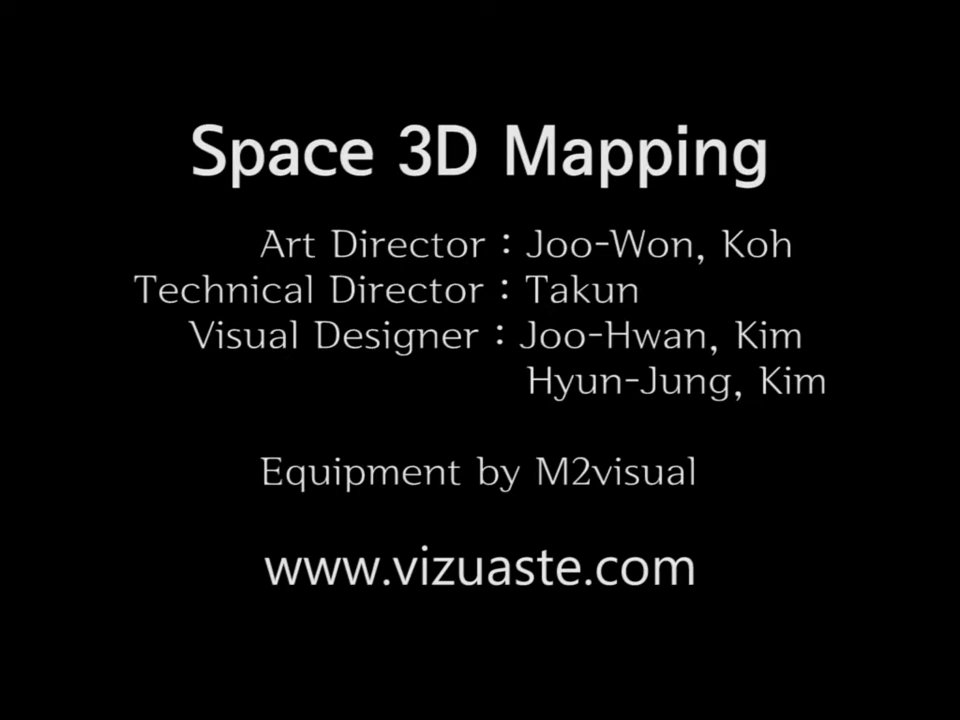 Space 3D Mapping
Art Director : Joo-Won, Koh
Technical Director : Takun
Visual Designer : Joo-Hwan, Kim
Hyun-Jung, Kim
Equipment by M2visual
www.vizuaste.com